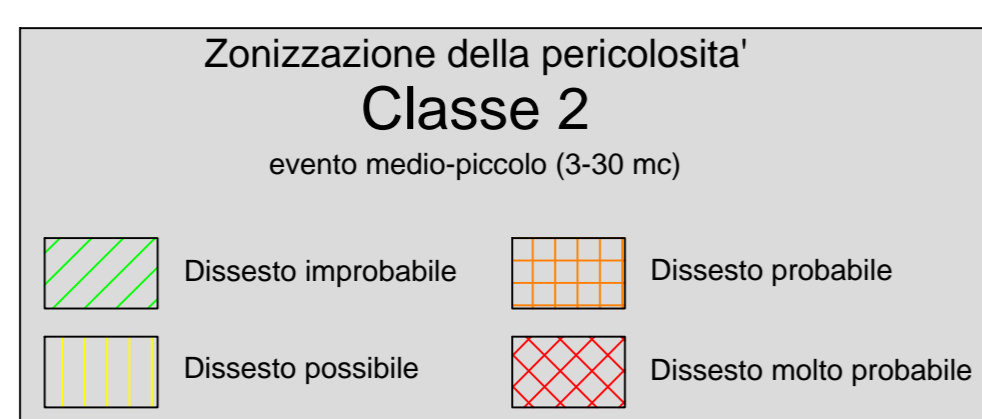 Zonizzazione della pericolosita'
Classe 2
evento medio-piccolo (3-30 mc)
Dissesto improbabile
Dissesto probabile
Dissesto possibile
Dissesto molto probabile